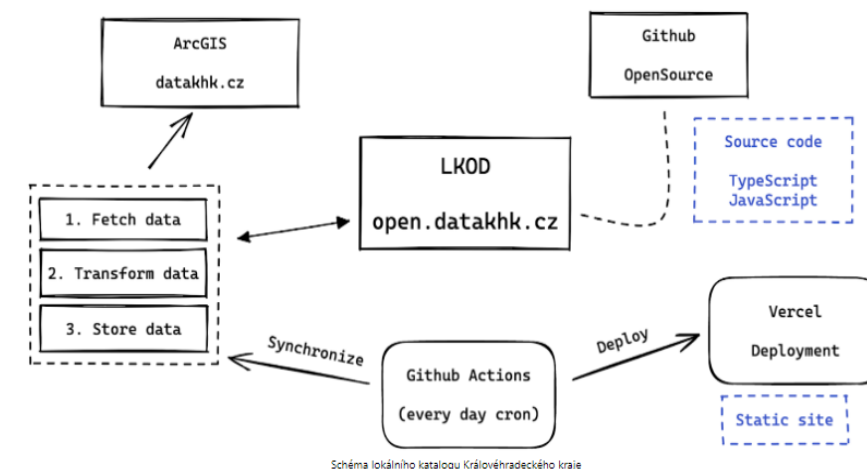 ArcGIS
datakhk.cz
Github
OpenSource
Source code
TypeScript
JavaScript
LKOD
open.datakhk.cz
1. Fetch data
2. Transform data
3. Store data
Synchronize
Github Actions
(every day cron)
Deploy
Vercel
Deployment
Static site
Schéma lokálního katalogu Královéhradeckého kraje